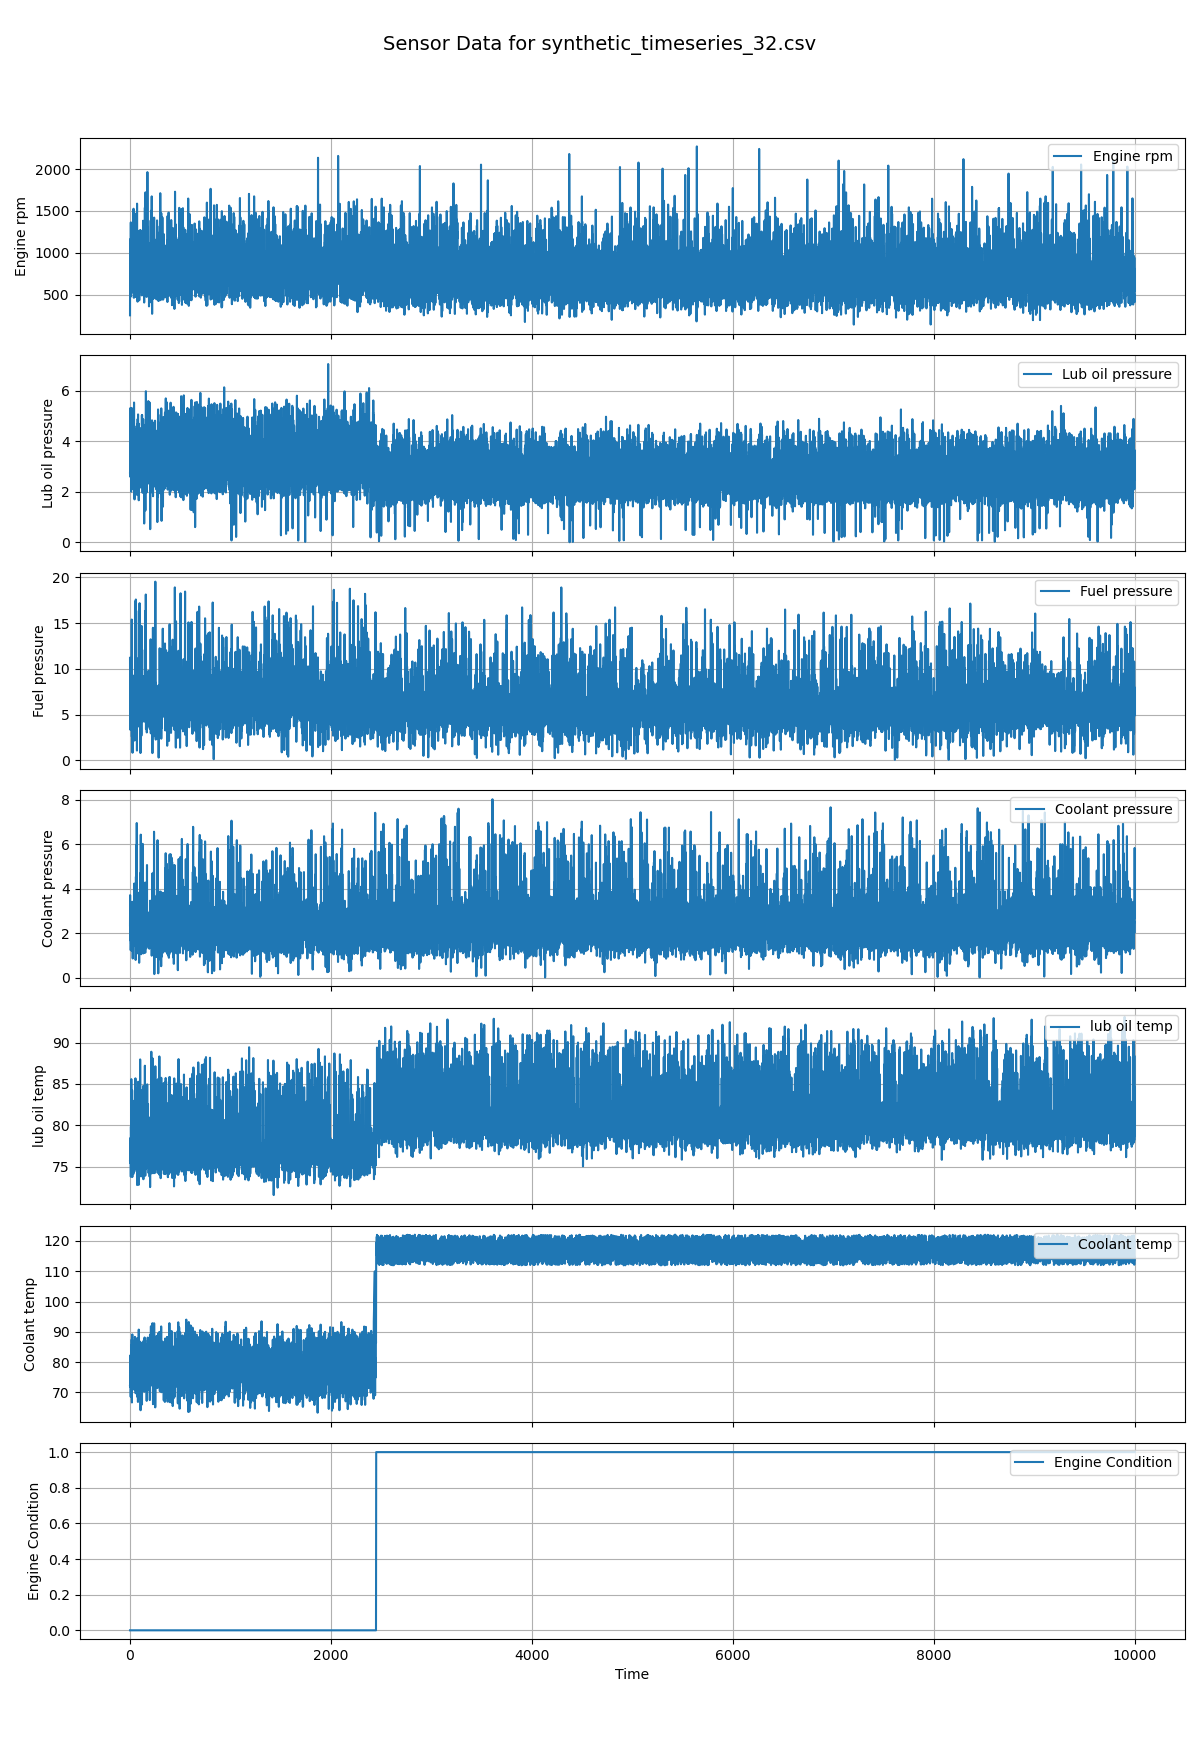 Sensor Data for synthetic_timeseries_32.csv
Engine rpm
2000
1500
1000
500
Engine rpm
Lub oil pressure
6
4
2
0
Lub oil pressure
Fuel pressure
20
15
10
5
0
Fuel pressure
Coolant pressure
8
6
4
2
0
Coolant pressure
lub oil temp
90
85
80
75
lub oil temp
Coolant temp
120
110
100
90
80
70
Coolant temp
Engine Condition
1.0
0.8
0.6
0.4
0.2
0.0
Engine Condition
0 2000 4000 6000 8000 10000
Time